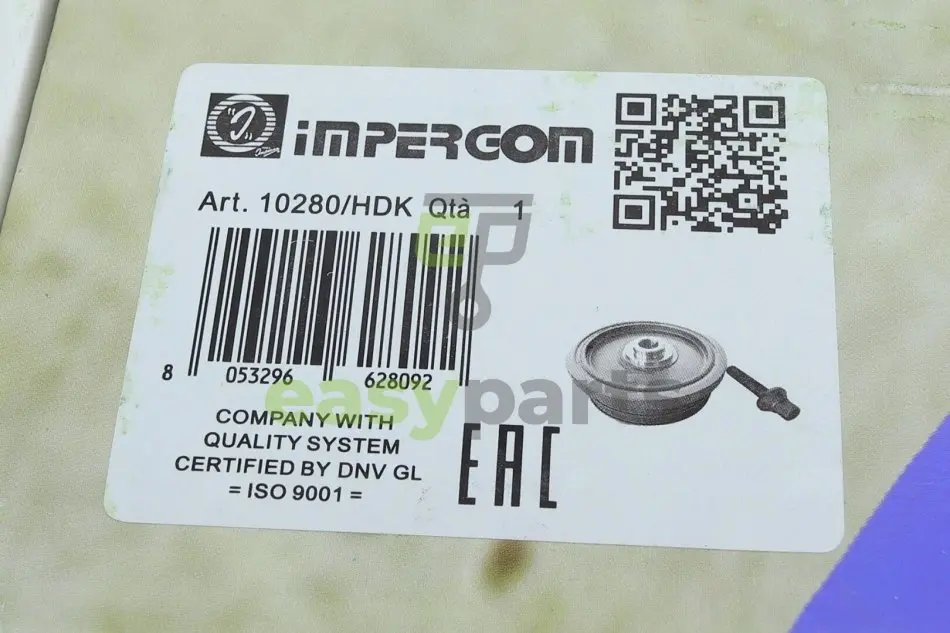 IMPERGOM
Art. 10280/HDK Qtà 1
8 053296 628092
easyparts
COMPANY WITH
QUALITY SYSTEM
CERTIFIED BY DNV GL
= ISO 9001 =
EAC